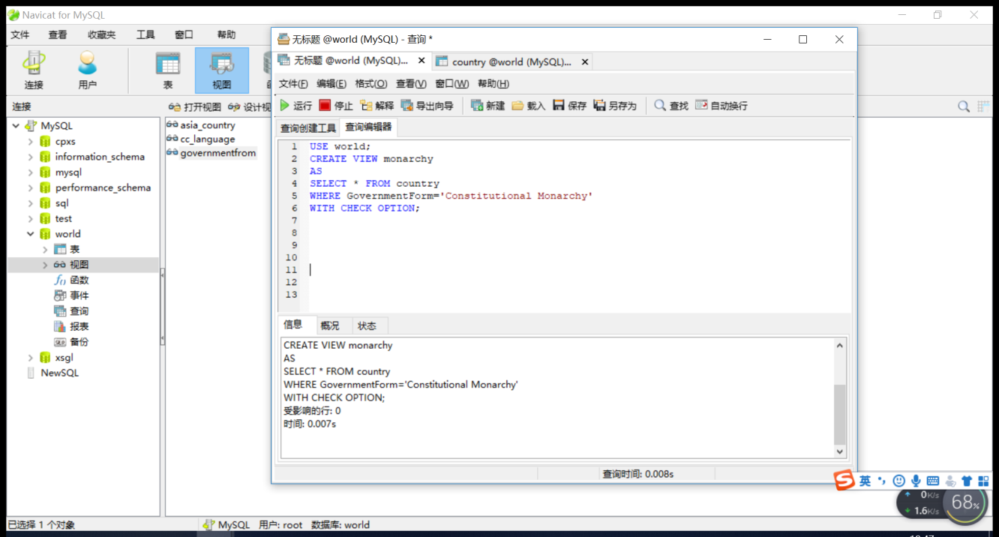 Navicat for MySQL
文件 查看 收藏夹 工具 窗口 帮助
连接 用户 表 视图
连接
打开视图 设计视
MySQL
cpxs
information_schema
mysql
performance_schema
sql
test
world
表
视图
函数
事件
查询
报表
备份
xsgl
NewSQL
asia_country
cc_language
governmentfrom
无标题 @world (MySQL) - 查询 *
无标题 @world (MySQL)... country @world (MySQL)...
文件(F) 编辑(E) 格式(O) 查看(V) 窗口(W) 帮助(H)
运行 停止 解释 导出向导 新建 载入 保存 另存为 查找 自动换行
查询创建工具 查询编辑器
1 USE world;
2 CREATE VIEW monarchy
3 AS
4 SELECT * FROM country
5 WHERE GovernmentForm='Constitutional Monarchy'
6 WITH CHECK OPTION;
7
8
9
10
11
12
13
信息 概况 状态
CREATE VIEW monarchy
AS
SELECT * FROM country
WHERE GovernmentForm='Constitutional Monarchy'
WITH CHECK OPTION;
受影响的行: 0
时间: 0.007s
查询时间: 0.008s
英
0K/s
1.6K/s
68%
已选择 1 个对象 MySQL 用户: root 数据库: world